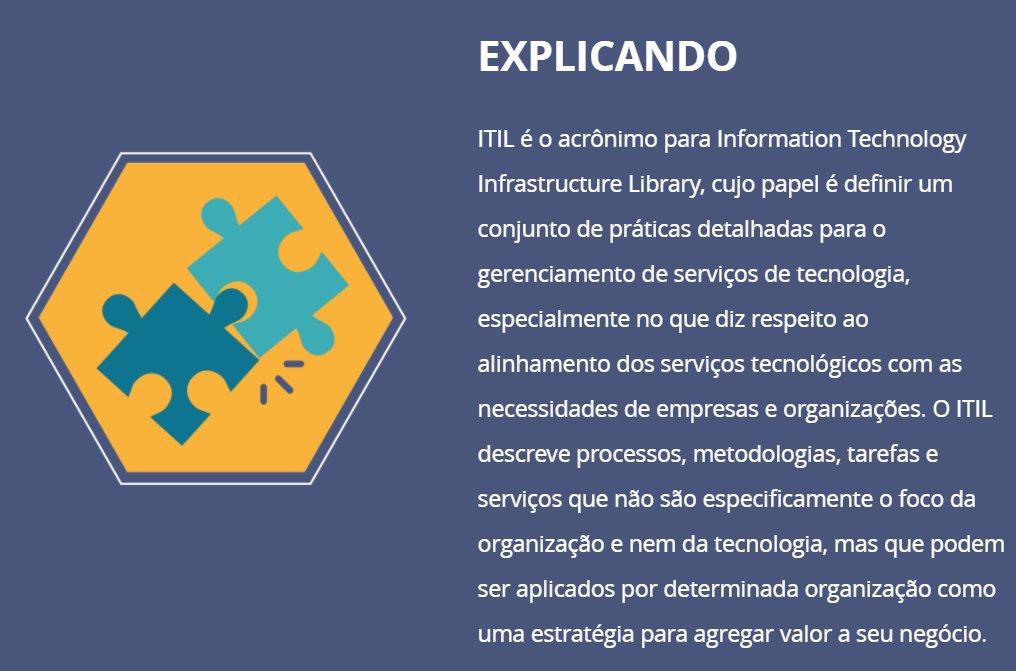 EXPLICANDO
ITIL é o acrônimo para Information Technology
Infrastructure Library, cujo papel é definir um
conjunto de práticas detalhadas para o
gerenciamento de serviços de tecnologia,
especialmente no que diz respeito ao
alinhamento dos serviços tecnológicos com as
necessidades de empresas e organizações. O ITIL
descreve processos, metodologias, tarefas e
serviços que não são especificamente o foco da
organização e nem da tecnologia, mas que podem
ser aplicados por determinada organização como
uma estratégia para agregar valor a seu negócio.